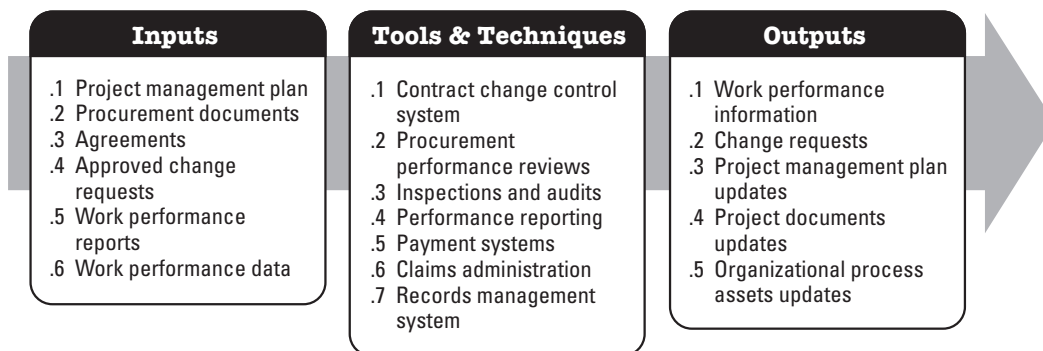 Inputs
.1 Project management plan
.2 Procurement documents
.3 Agreements
.4 Approved change
requests
.5 Work performance
reports
.6 Work performance data
Tools & Techniques
.1 Contract change control
system
.2 Procurement
performance reviews
.3 Inspections and audits
.4 Performance reporting
.5 Payment systems
.6 Claims administration
.7 Records management
system
Outputs
.1 Work performance
information
.2 Change requests
.3 Project management plan
updates
.4 Project documents
updates
.5 Organizational process
assets updates